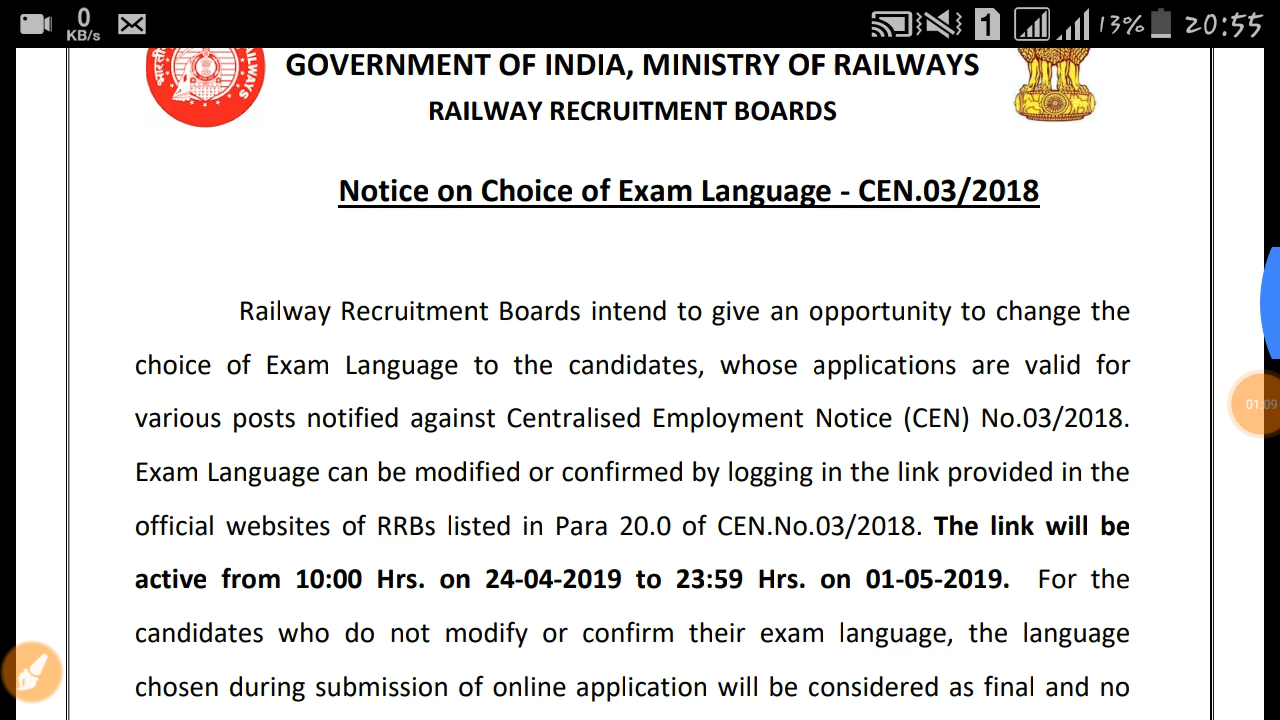 0
KB/s
1
13%
20:55
भारतीय
RAILWAYS
GOVERNMENT OF INDIA, MINISTRY OF RAILWAYS
RAILWAY RECRUITMENT BOARDS
Notice on Choice of Exam Language - CEN.03/2018
Railway Recruitment Boards intend to give an opportunity to change the
choice of Exam Language to the candidates, whose applications are valid for
various posts notified against Centralised Employment Notice (CEN) No.03/2018.
Exam Language can be modified or confirmed by logging in the link provided in the
official websites of RRBs listed in Para 20.0 of CEN.No.03/2018. The link will be
active from 10:00 Hrs. on 24-04-2019 to 23:59 Hrs. on 01-05-2019. For the
candidates who do not modify or confirm their exam language, the language
chosen during submission of online application will be considered as final and no
01:09